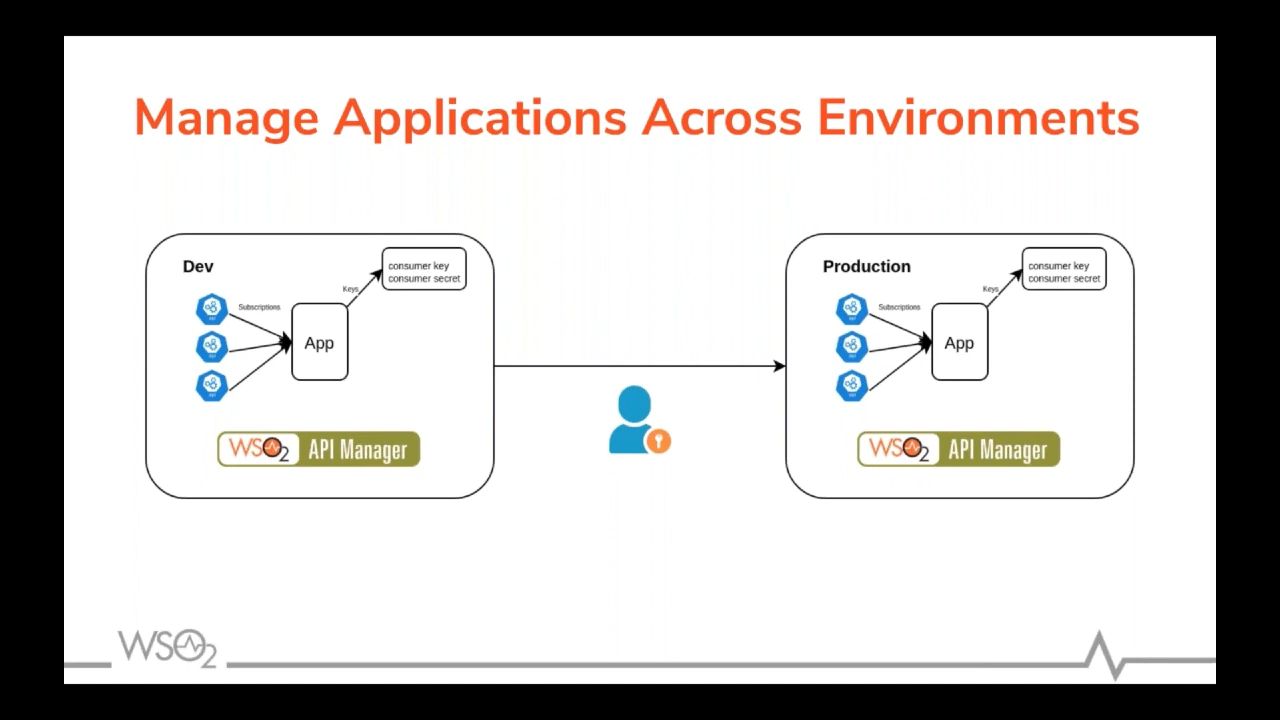 Manage Applications Across Environments
Dev
consumer key
consumer secret
Keys
Subscriptions
App
WSO2 API Manager
Production
consumer key
consumer secret
Keys
Subscriptions
App
WSO2 API Manager
WSO2